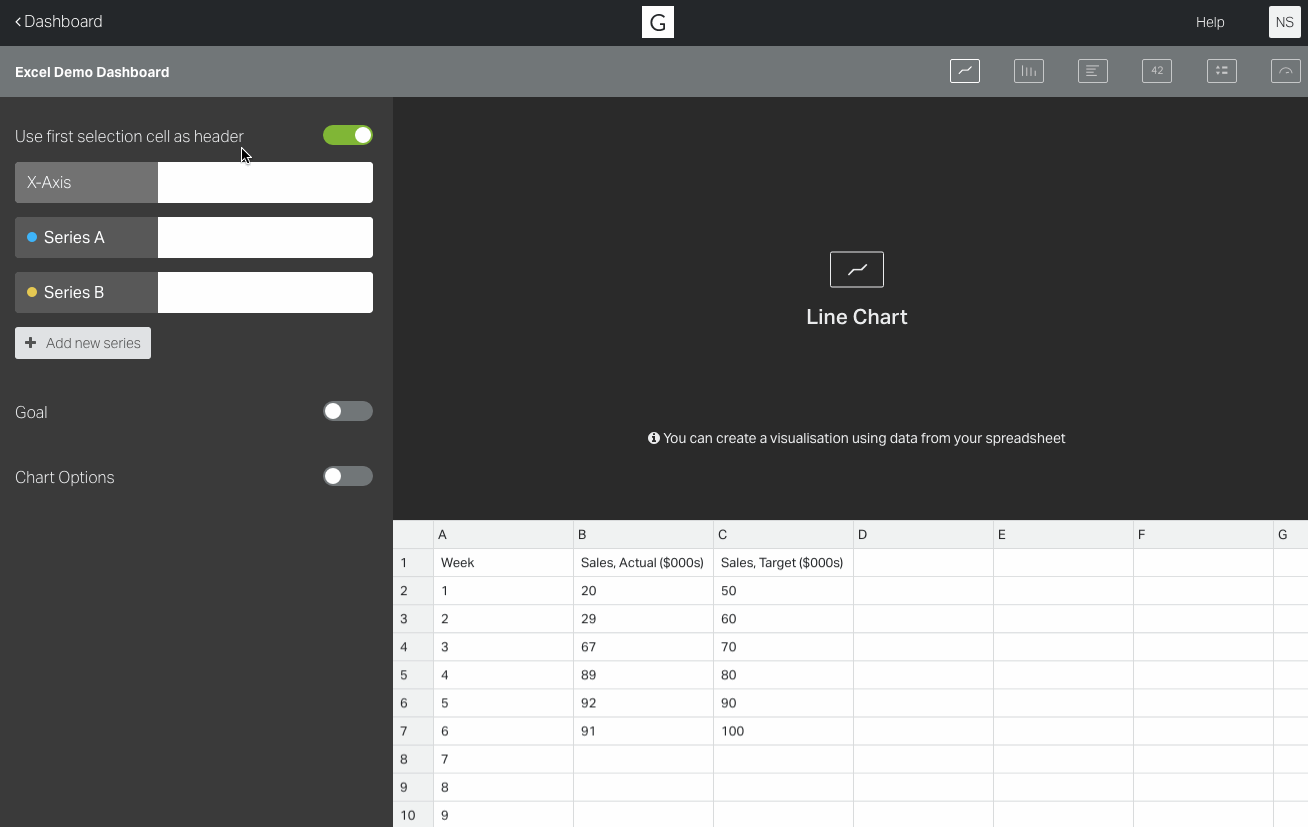 Dashboard
G
Help
NS
Excel Demo Dashboard
42
Use first selection cell as header
X-Axis
Series A
Series B
Add new series
Goal
Chart Options
Line Chart
You can create a visualisation using data from your spreadsheet
A B C D E F G
1 Week Sales, Actual ($000s) Sales, Target ($000s)
2 1 20 50
3 2 29 60
4 3 67 70
5 4 89 80
6 5 92 90
7 6 91 100
8 7
9 8
10 9